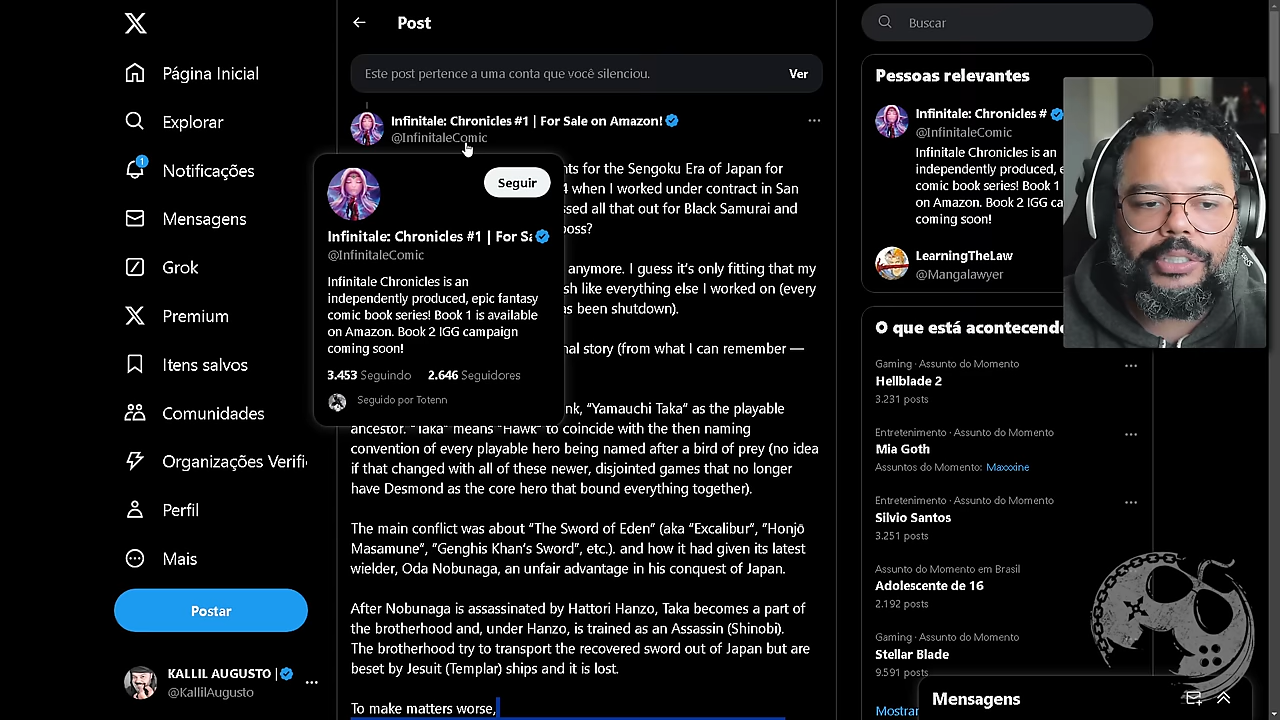 Post
Buscar
Página Inicial
Explorar
1
Notificações
Mensagens
Grok
Premium
Itens salvos
Comunidades
Organizações Verifi
Perfil
Mais
Postar
KALLIL AUGUSTO |
@KallilAugusto
Este post pertence a uma conta que você silenciou.
Ver
Infinitale: Chronicles #1 | For Sale on Amazon!
@InfinitaleComic
nts for the Sengoku Era of Japan for
4 when I worked under contract in San
ssed all that out for Black Samurai and
boss?
anymore. I guess it's only fitting that my
sh like everything else I worked on (every
as been shutdown).
nal story (from what I can remember —
Seguir
Infinitale: Chronicles #1 | For Sa
@InfinitaleComic
Infinitale Chronicles is an
independently produced, epic fantasy
comic book series! Book 1 is available
on Amazon. Book 2 IGG campaign
coming soon!
3.453 Seguindo 2.646 Seguidores
Seguido por Totenn
nk, "Yamauchi Taka" as the playable
ancestor. "Taka" means "Hawk" to coincide with the then naming
convention of every playable hero being named after a bird of prey (no idea
if that changed with all of these newer, disjointed games that no longer
have Desmond as the core hero that bound everything together).
The main conflict was about "The Sword of Eden" (aka "Excalibur", "Honjō
Masamune", "Genghis Khan's Sword", etc.). and how it had given its latest
wielder, Oda Nobunaga, an unfair advantage in his conquest of Japan.
After Nobunaga is assassinated by Hattori Hanzo, Taka becomes a part of
the brotherhood and, under Hanzo, is trained as an Assassin (Shinobi).
The brotherhood try to transport the recovered sword out of Japan but are
beset by Jesuit (Templar) ships and it is lost.
To make matters worse,
Pessoas relevantes
Infinitale: Chronicles #
@InfinitaleComic
Infinitale Chronicles is an
independently produced, e
comic book series! Book 1
on Amazon. Book 2 IGG ca
coming soon!
LearningTheLaw
@Mangalawyer
O que está acontecendo
Gaming · Assunto do Momento
Hellblade 2
3.231 posts
Entretenimento · Assunto do Momento
Mia Goth
Assuntos do Momento: Maxxxine
Entretenimento · Assunto do Momento
Silvio Santos
3.251 posts
Assunto do Momento em Brasil
Adolescente de 16
2.192 posts
Gaming · Assunto do Momento
Stellar Blade
9.591 posts
Mostrar
Mensagens